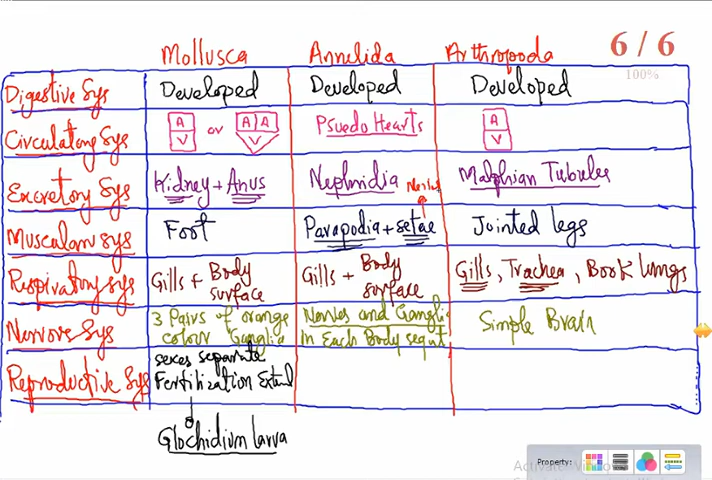 Mollusca Annelida Arthropoda 6 / 6
100%
Digestive Sys Developed Developed Developed
Circulatory Sys A V or A A V Psuedo Hearts A V
Excretory Sys Kidney + Anus Nephridia Malphian Tubules
Nerius
Muscular sys Foot Parapodia + setae Jointed legs
Respiratory sys Gills + Body surface Gills + Body surface Gills, Trachea, Book lungs
Nervous Sys 3 Pairs of orange colour Ganglia Nerves and Ganglia in Each Body segmt Simple Brain
Reproductive Sys sexes separate Fertilization Extnl
Glochidium larva
Property: